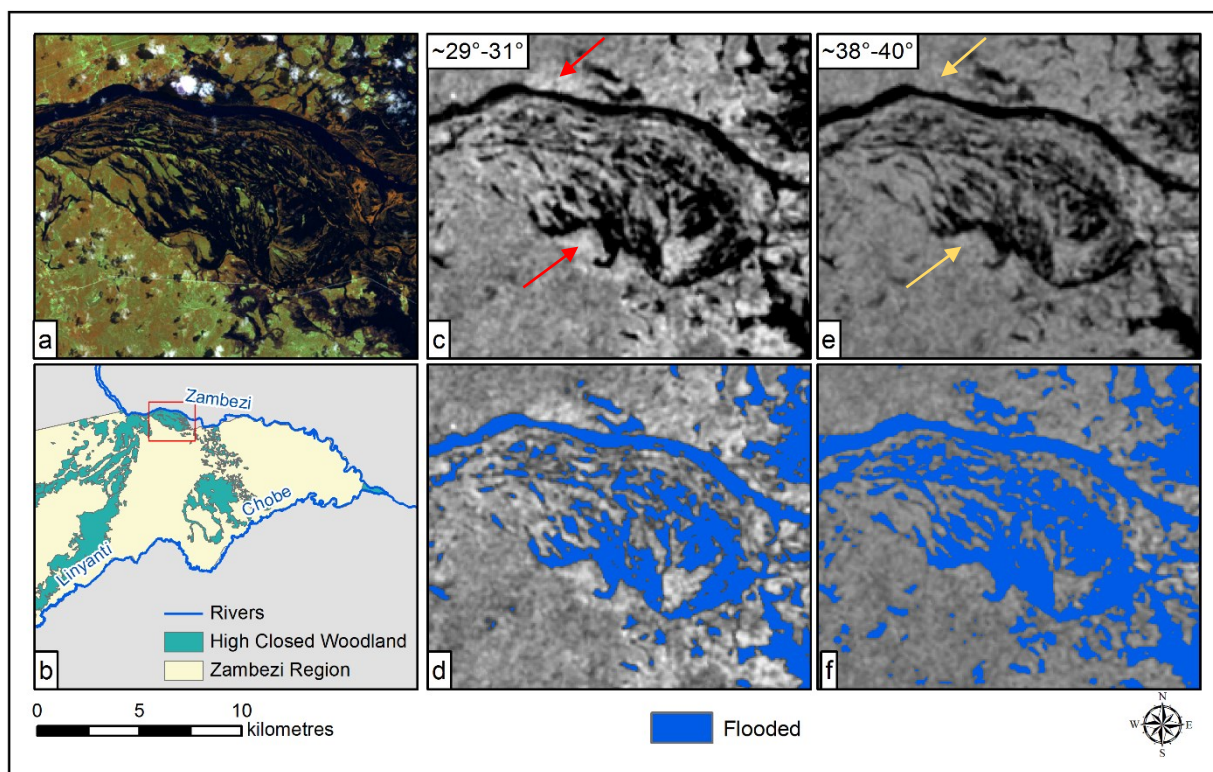 ~29°-31°
~38°-40°
a
c
e
Zambezi
Chobe
Linyanti
Rivers
High Closed Woodland
Zambezi Region
b
d
f
0 5 10
kilometres
Flooded
N
W E
S